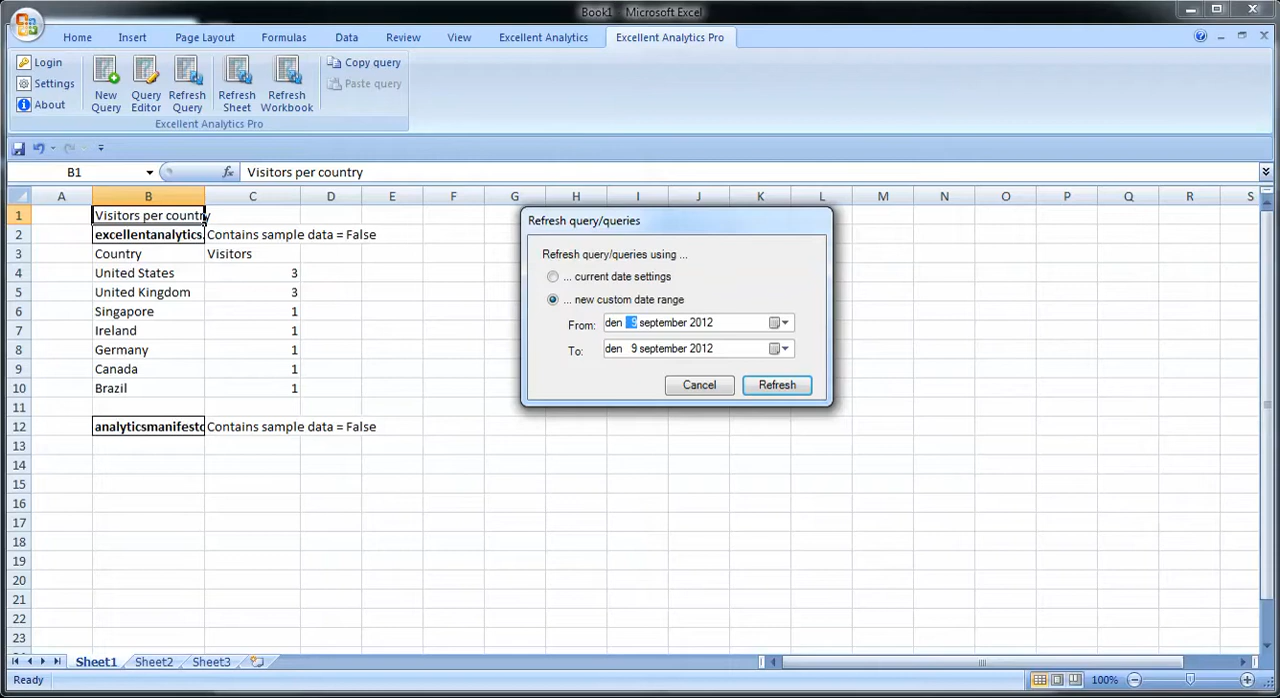 Book1 - Microsoft Excel
Home Insert Page Layout Formulas Data Review View Excellent Analytics Excellent Analytics Pro
Login
Settings
About
New Query
Query Editor
Refresh Query
Refresh Sheet
Refresh Workbook
Copy query
Paste query
Excellent Analytics Pro
B1 fx Visitors per country
A B C D E F G H I J K L M N O P Q R S
1 Visitors per country
2 excellentanalytics. Contains sample data = False
3 Country Visitors
4 United States 3
5 United Kingdom 3
6 Singapore 1
7 Ireland 1
8 Germany 1
9 Canada 1
10 Brazil 1
11
12 analyticsmanifesto Contains sample data = False
13
14
15
16
17
18
19
20
21
22
23
Refresh query/queries
Refresh query/queries using ...
... current date settings
... new custom date range
From: den 9 september 2012
To: den 9 september 2012
Cancel Refresh
Sheet1 Sheet2 Sheet3
Ready 100%